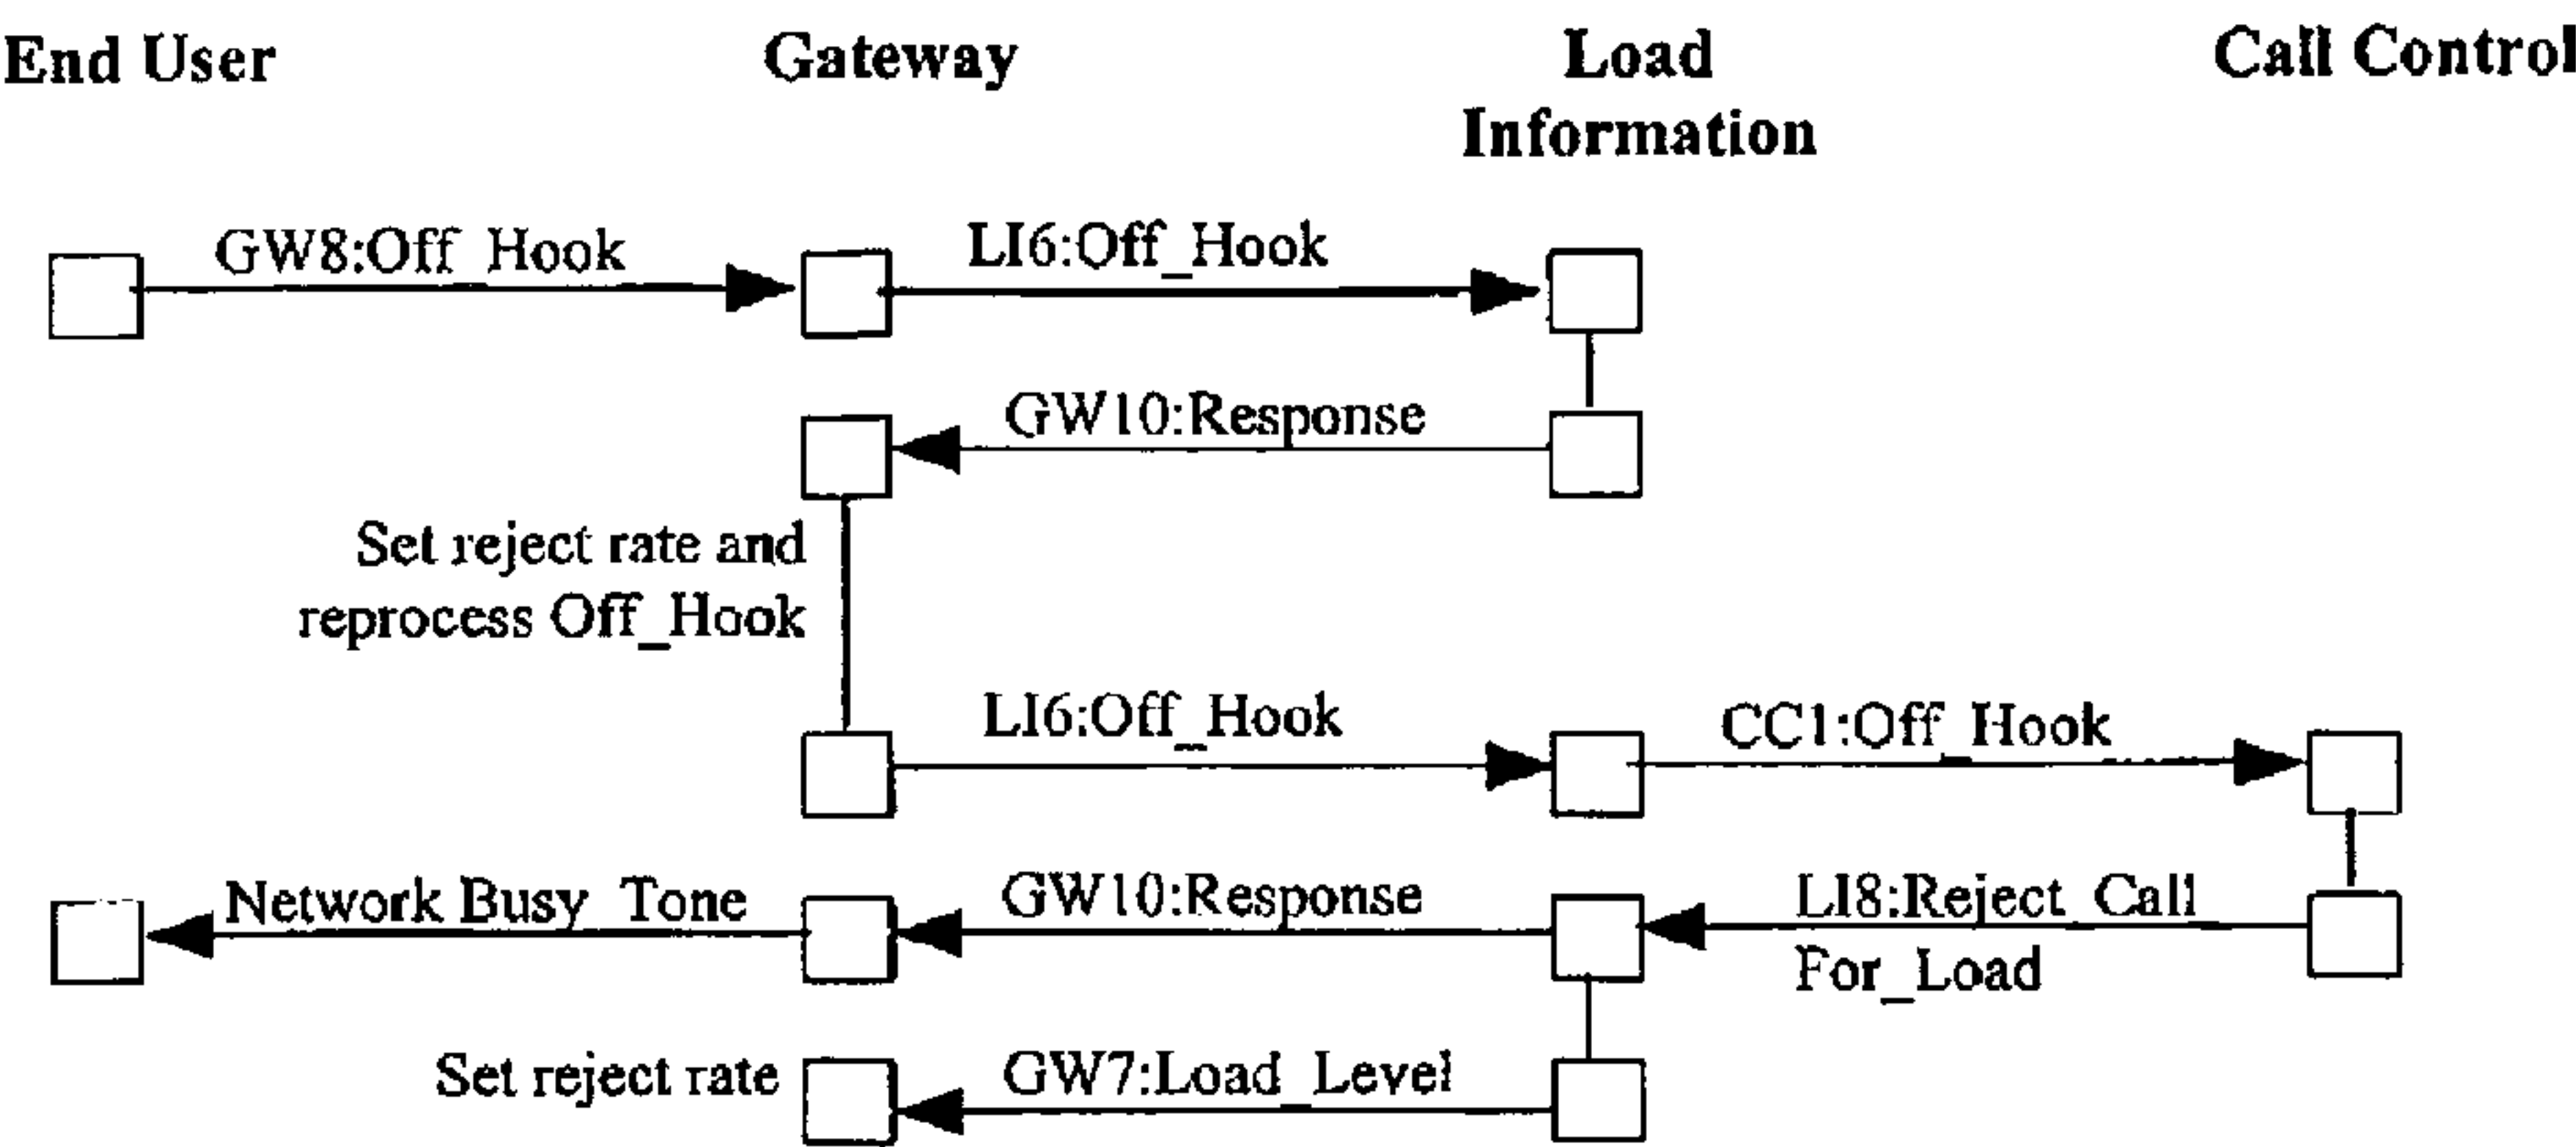 End User
Gateway
Load
Information
Call Control
GW8:Off_Hook
LI6:Off_Hook
GW10:Response
Set reject rate and
reprocess Off_Hook
LI6:Off_Hook
CC1:Off_Hook
Network Busy_Tone
GW10:Response
LI8:Reject_Call
For_Load
Set reject rate
GW7:Load_Level